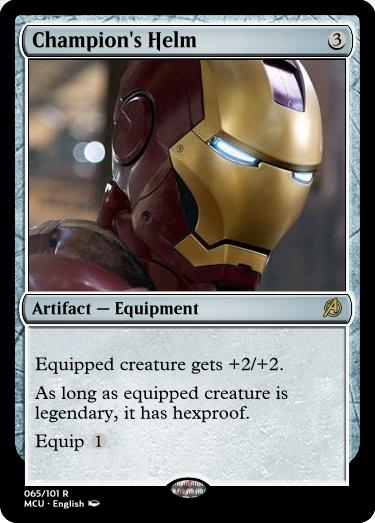 Champion's Helm 3
Artifact — Equipment
Equipped creature gets +2/+2.
As long as equipped creature is
legendary, it has hexproof.
Equip 1
065/101 R
MCU • English